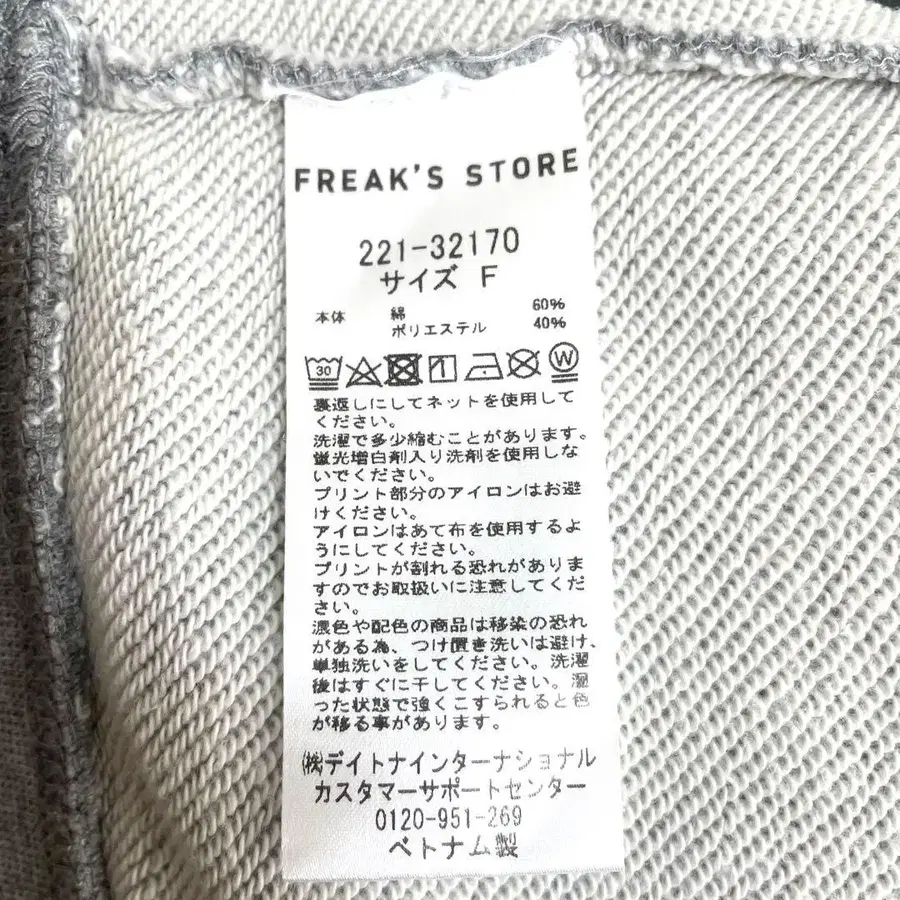 FREAK'S STORE
221-32170
サイズ F
本体 綿 60%
ポリエステル 40%
30 W
裏返しにしてネットを使用して
ください。
洗濯で多少縮むことがあります。
蛍光増白剤入り洗剤を使用しな
いでください。
プリント部分のアイロンはお避
けください。
アイロンはあて布を使用するよ
うにしてください。
プリントが割れる恐れがありま
すのでお取扱いに注意してくだ
さい。
濃色や配色の商品は移染の恐れ
がある為、つけ置き洗いは避け、
単独洗いをしてください。洗濯
後はすぐに干してください。濡
った状態で強くこすられると色
が移る事があります。
㈱デイトナインターナショナル
カスタマーサポートセンター
0120-951-269
ベトナム製